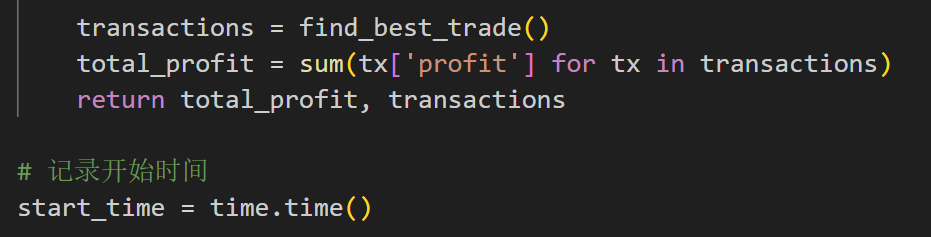 transactions = find_best_trade()
total_profit = sum(tx['profit'] for tx in transactions)
return total_profit, transactions
# 记录开始时间
start_time = time.time()